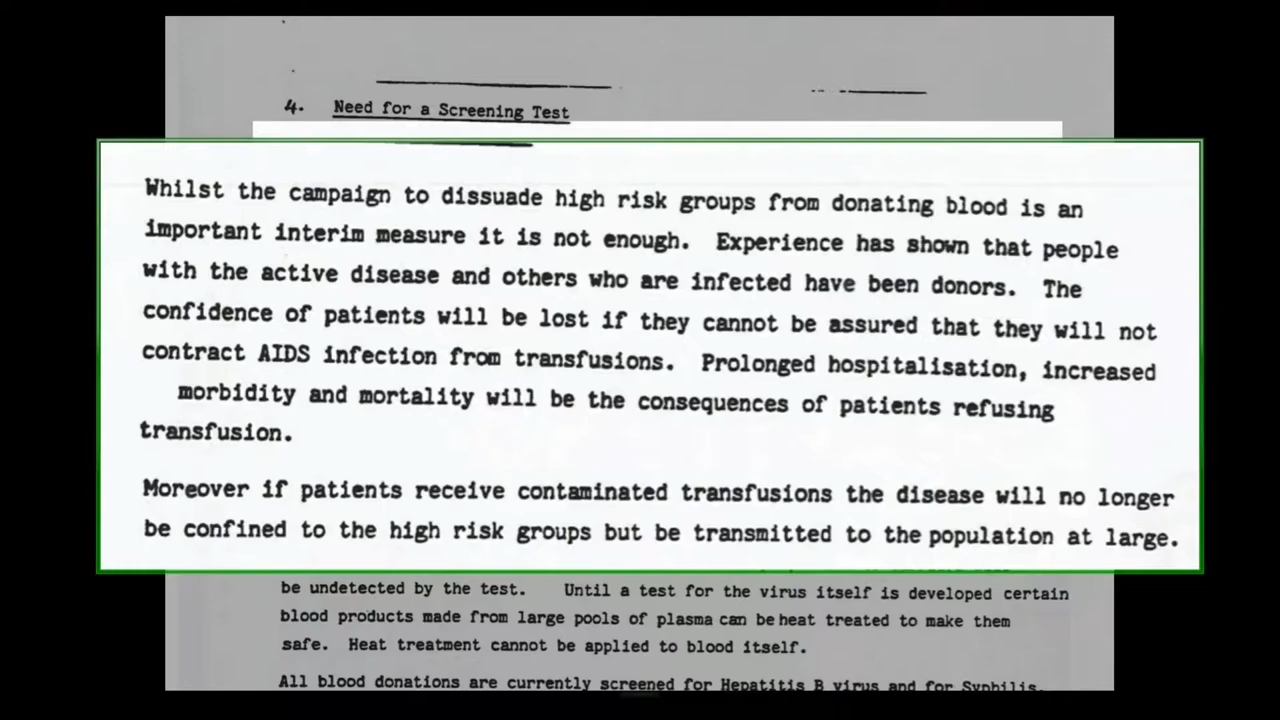 4. Need for a Screening Test
Whilst the campaign to dissuade high risk groups from donating blood is an
important interim measure it is not enough. Experience has shown that people
with the active disease and others who are infected have been donors. The
confidence of patients will be lost if they cannot be assured that they will not
contract AIDS infection from transfusions. Prolonged hospitalisation, increased
morbidity and mortality will be the consequences of patients refusing
transfusion.
Moreover if patients receive contaminated transfusions the disease will no longer
be confined to the high risk groups but be transmitted to the population at large.
be undetected by the test. Until a test for the virus itself is developed certain
blood products made from large pools of plasma can be heat treated to make them
safe. Heat treatment cannot be applied to blood itself.
All blood donations are currently screened for Hepatitis B virus and for Syphilis.